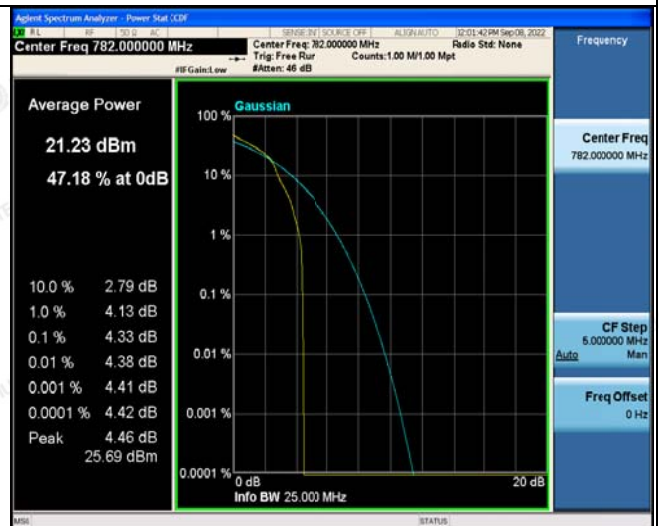 Agilent Spectrum Analyzer - Power Stat CCDF
RL RF 50 Ω AC SENSE:INT SOURCE OFF ALIGN AUTO 12:01:42 PM Sep 08, 2022
Center Freq 782.000000 MHz
Center Freq: 782.000000 MHz Radio Std: None
Trig: Free Run Counts:1.00 M/1.00 Mpt
#IFGain:Low #Atten: 46 dB
Frequency
Average Power
21.23 dBm
47.18 % at 0dB
10.0 % 2.79 dB
1.0 % 4.13 dB
0.1 % 4.33 dB
0.01 % 4.38 dB
0.001 % 4.41 dB
0.0001 % 4.42 dB
Peak 4.46 dB
25.69 dBm
Gaussian
100 %
10 %
1 %
0.1 %
0.01 %
0.001 %
0.0001 %
0 dB 20 dB
Info BW 25.000 MHz
Center Freq
782.000000 MHz
CF Step
5.000000 MHz
Auto Man
Freq Offset
0 Hz
MSG STATUS